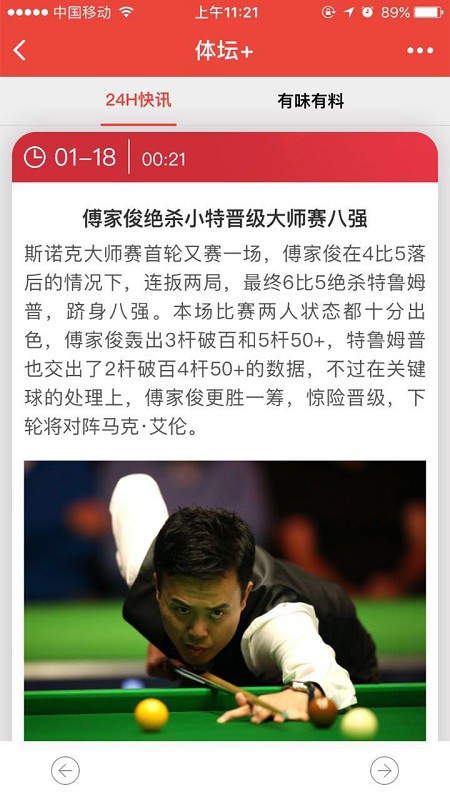 中国移动 上午11:21 89%
体坛+
24H快讯 有味有料
01-18 00:21
傅家俊绝杀小特晋级大师赛八强
斯诺克大师赛首轮又赛一场，傅家俊在4比5落
后的情况下，连扳两局，最终6比5绝杀特鲁姆
普，跻身八强。本场比赛两人状态都十分出
色，傅家俊轰出3杆破百和5杆50+，特鲁姆普
也交出了2杆破百4杆50+的数据，不过在关键
球的处理上，傅家俊更胜一筹，惊险晋级，下
轮将对阵马克·艾伦。